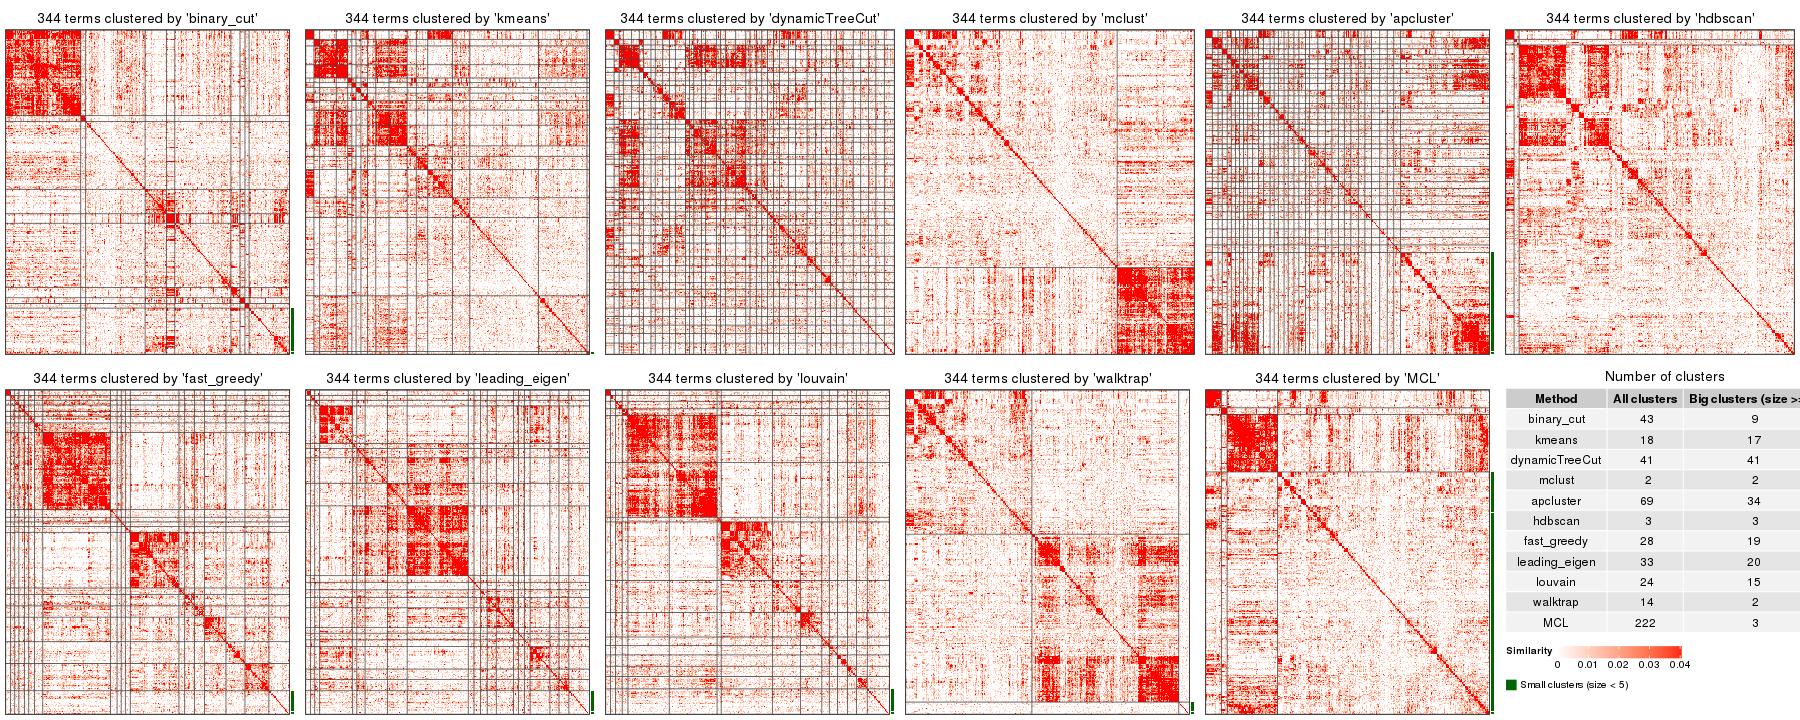 344 terms clustered by 'binary_cut'
344 terms clustered by 'kmeans'
344 terms clustered by 'dynamicTreeCut'
344 terms clustered by 'mclust'
344 terms clustered by 'apcluster'
344 terms clustered by 'hdbscan'
344 terms clustered by 'fast_greedy'
344 terms clustered by 'leading_eigen'
344 terms clustered by 'louvain'
344 terms clustered by 'walktrap'
344 terms clustered by 'MCL'
Number of clusters
Method All clusters Big clusters (size >
binary_cut 43 9
kmeans 18 17
dynamicTreeCut 41 41
mclust 2 2
apcluster 69 34
hdbscan 3 3
fast_greedy 28 19
leading_eigen 33 20
louvain 24 15
walktrap 14 2
MCL 222 3
Similarity
0 0.01 0.02 0.03 0.04
Small clusters (size < 5)